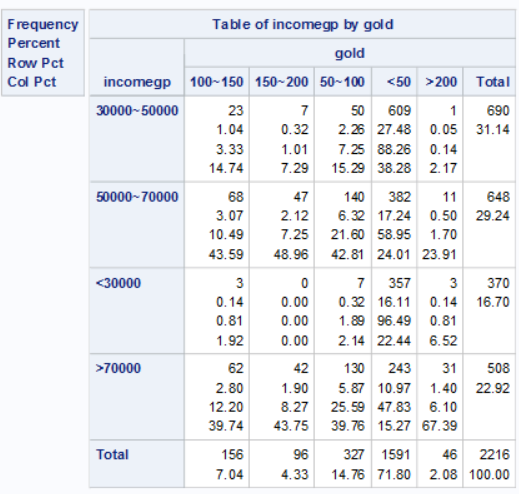 Frequency
Percent
Row Pct
Col Pct
Table of incomegp by gold
gold
incomegp 100~150 150~200 50~100 <50 >200 Total
30000~50000 23 7 50 609 1 690
1.04 0.32 2.26 27.48 0.05 31.14
3.33 1.01 7.25 88.26 0.14
14.74 7.29 15.29 38.28 2.17
50000~70000 68 47 140 382 11 648
3.07 2.12 6.32 17.24 0.50 29.24
10.49 7.25 21.60 58.95 1.70
43.59 48.96 42.81 24.01 23.91
<30000 3 0 7 357 3 370
0.14 0.00 0.32 16.11 0.14 16.70
0.81 0.00 1.89 96.49 0.81
1.92 0.00 2.14 22.44 6.52
>70000 62 42 130 243 31 508
2.80 1.90 5.87 10.97 1.40 22.92
12.20 8.27 25.59 47.83 6.10
39.74 43.75 39.76 15.27 67.39
Total 156 96 327 1591 46 2216
7.04 4.33 14.76 71.80 2.08 100.00